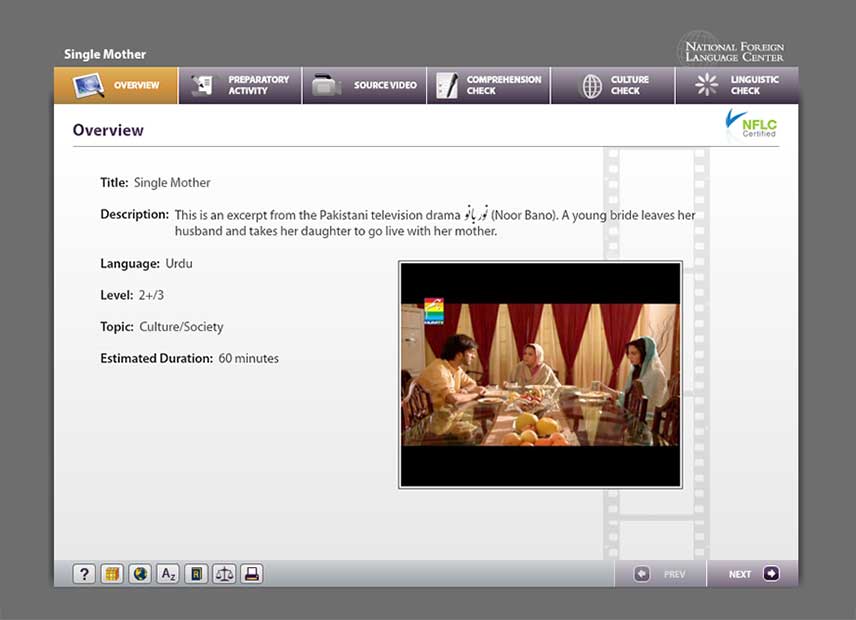 Single Mother
NATIONAL FOREIGN
LANGUAGE CENTER
OVERVIEW
PREPARATORY
ACTIVITY
SOURCE VIDEO
COMPREHENSION
CHECK
CULTURE
CHECK
LINGUISTIC
CHECK
Overview
NFLC
Certified
Title: Single Mother
Description: This is an excerpt from the Pakistani television drama نور بانو (Noor Bano). A young bride leaves her
husband and takes her daughter to go live with her mother.
Language: Urdu
Level: 2+/3
Topic: Culture/Society
Estimated Duration: 60 minutes
? Az R
PREV
NEXT